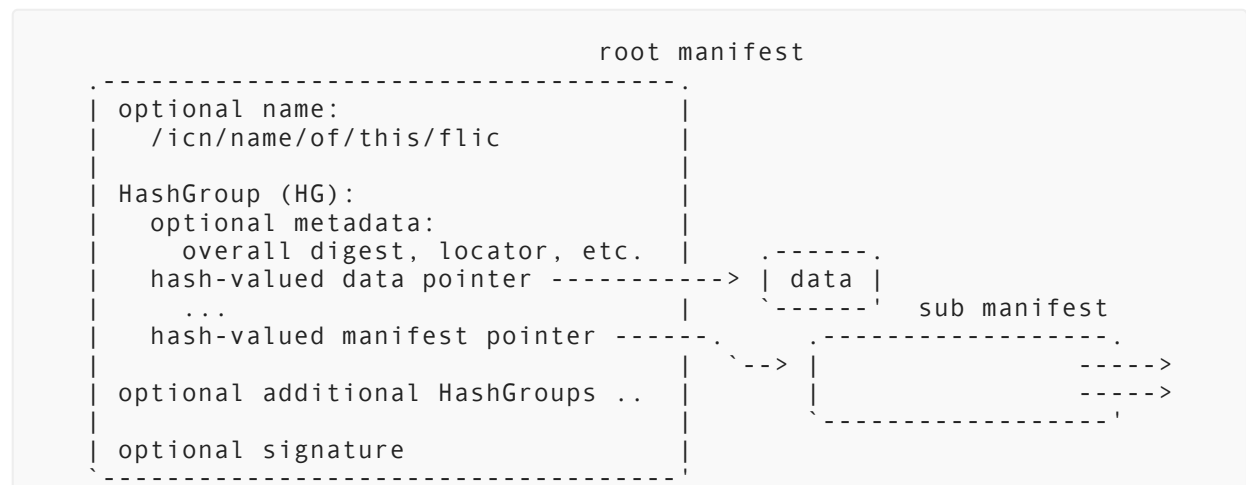 root manifest
optional name:
/icn/name/of/this/flic
HashGroup (HG):
optional metadata:
overall digest, locator, etc.
hash-valued data pointer -----------> | data |
... sub manifest
hash-valued manifest pointer ------.
optional additional HashGroups ..
optional signature